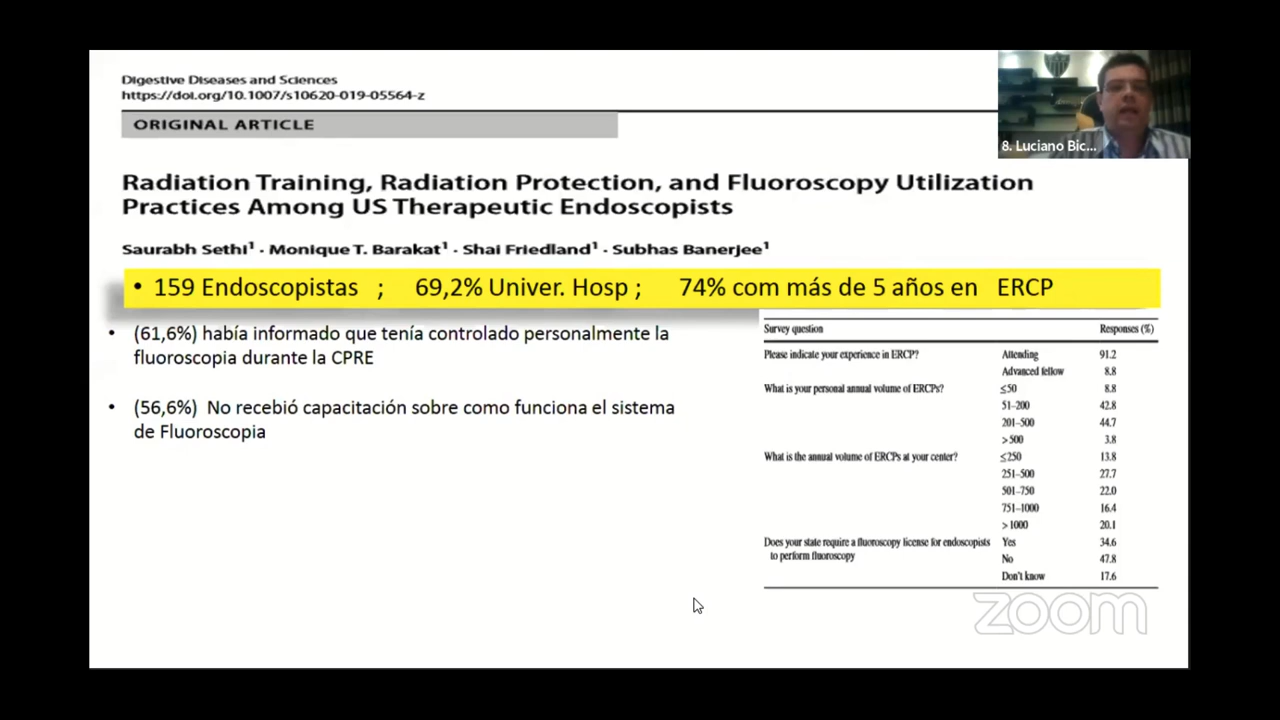 Digestive Diseases and Sciences
https://doi.org/10.1007/s10620-019-05564-z
ORIGINAL ARTICLE
8. Luciano Bic...
Radiation Training, Radiation Protection, and Fluoroscopy Utilization
Practices Among US Therapeutic Endoscopists
Saurabh Sethi¹ · Monique T. Barakat¹ · Shai Friedland¹ · Subhas Banerjee¹
• 159 Endoscopistas ; 69,2% Univer. Hosp ; 74% com más de 5 años en ERCP
• (61,6%) había informado que tenía controlado personalmente la
fluoroscopia durante la CPRE
• (56,6%) No recebió capacitación sobre como funciona el sistema
de Fluoroscopia
Survey question Responses (%)
Please indicate your experience in ERCP? Attending 91.2
Advanced fellow 8.8
What is your personal annual volume of ERCPs? ≤50 8.8
51–200 42.8
201–500 44.7
>500 3.8
What is the annual volume of ERCPs at your center? ≤250 13.8
251–500 27.7
501–750 22.0
751–1000 16.4
>1000 20.1
Does your state require a fluoroscopy license for endoscopists Yes 34.6
to perform fluoroscopy No 47.8
Don't know 17.6
zoom